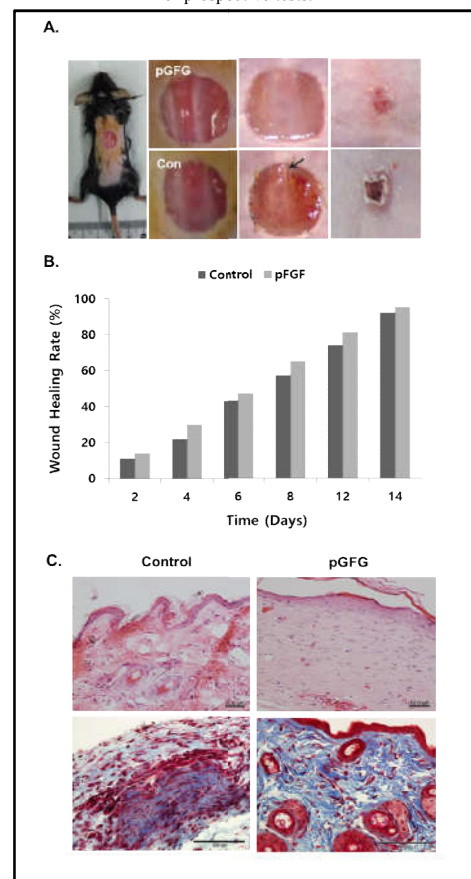 A.
pGFG
Con
B.
Control pFGF
Wound Healing Rate (%)
100
80
60
40
20
0
2 4 6 8 12 14
Time (Days)
C.
Control pGFG